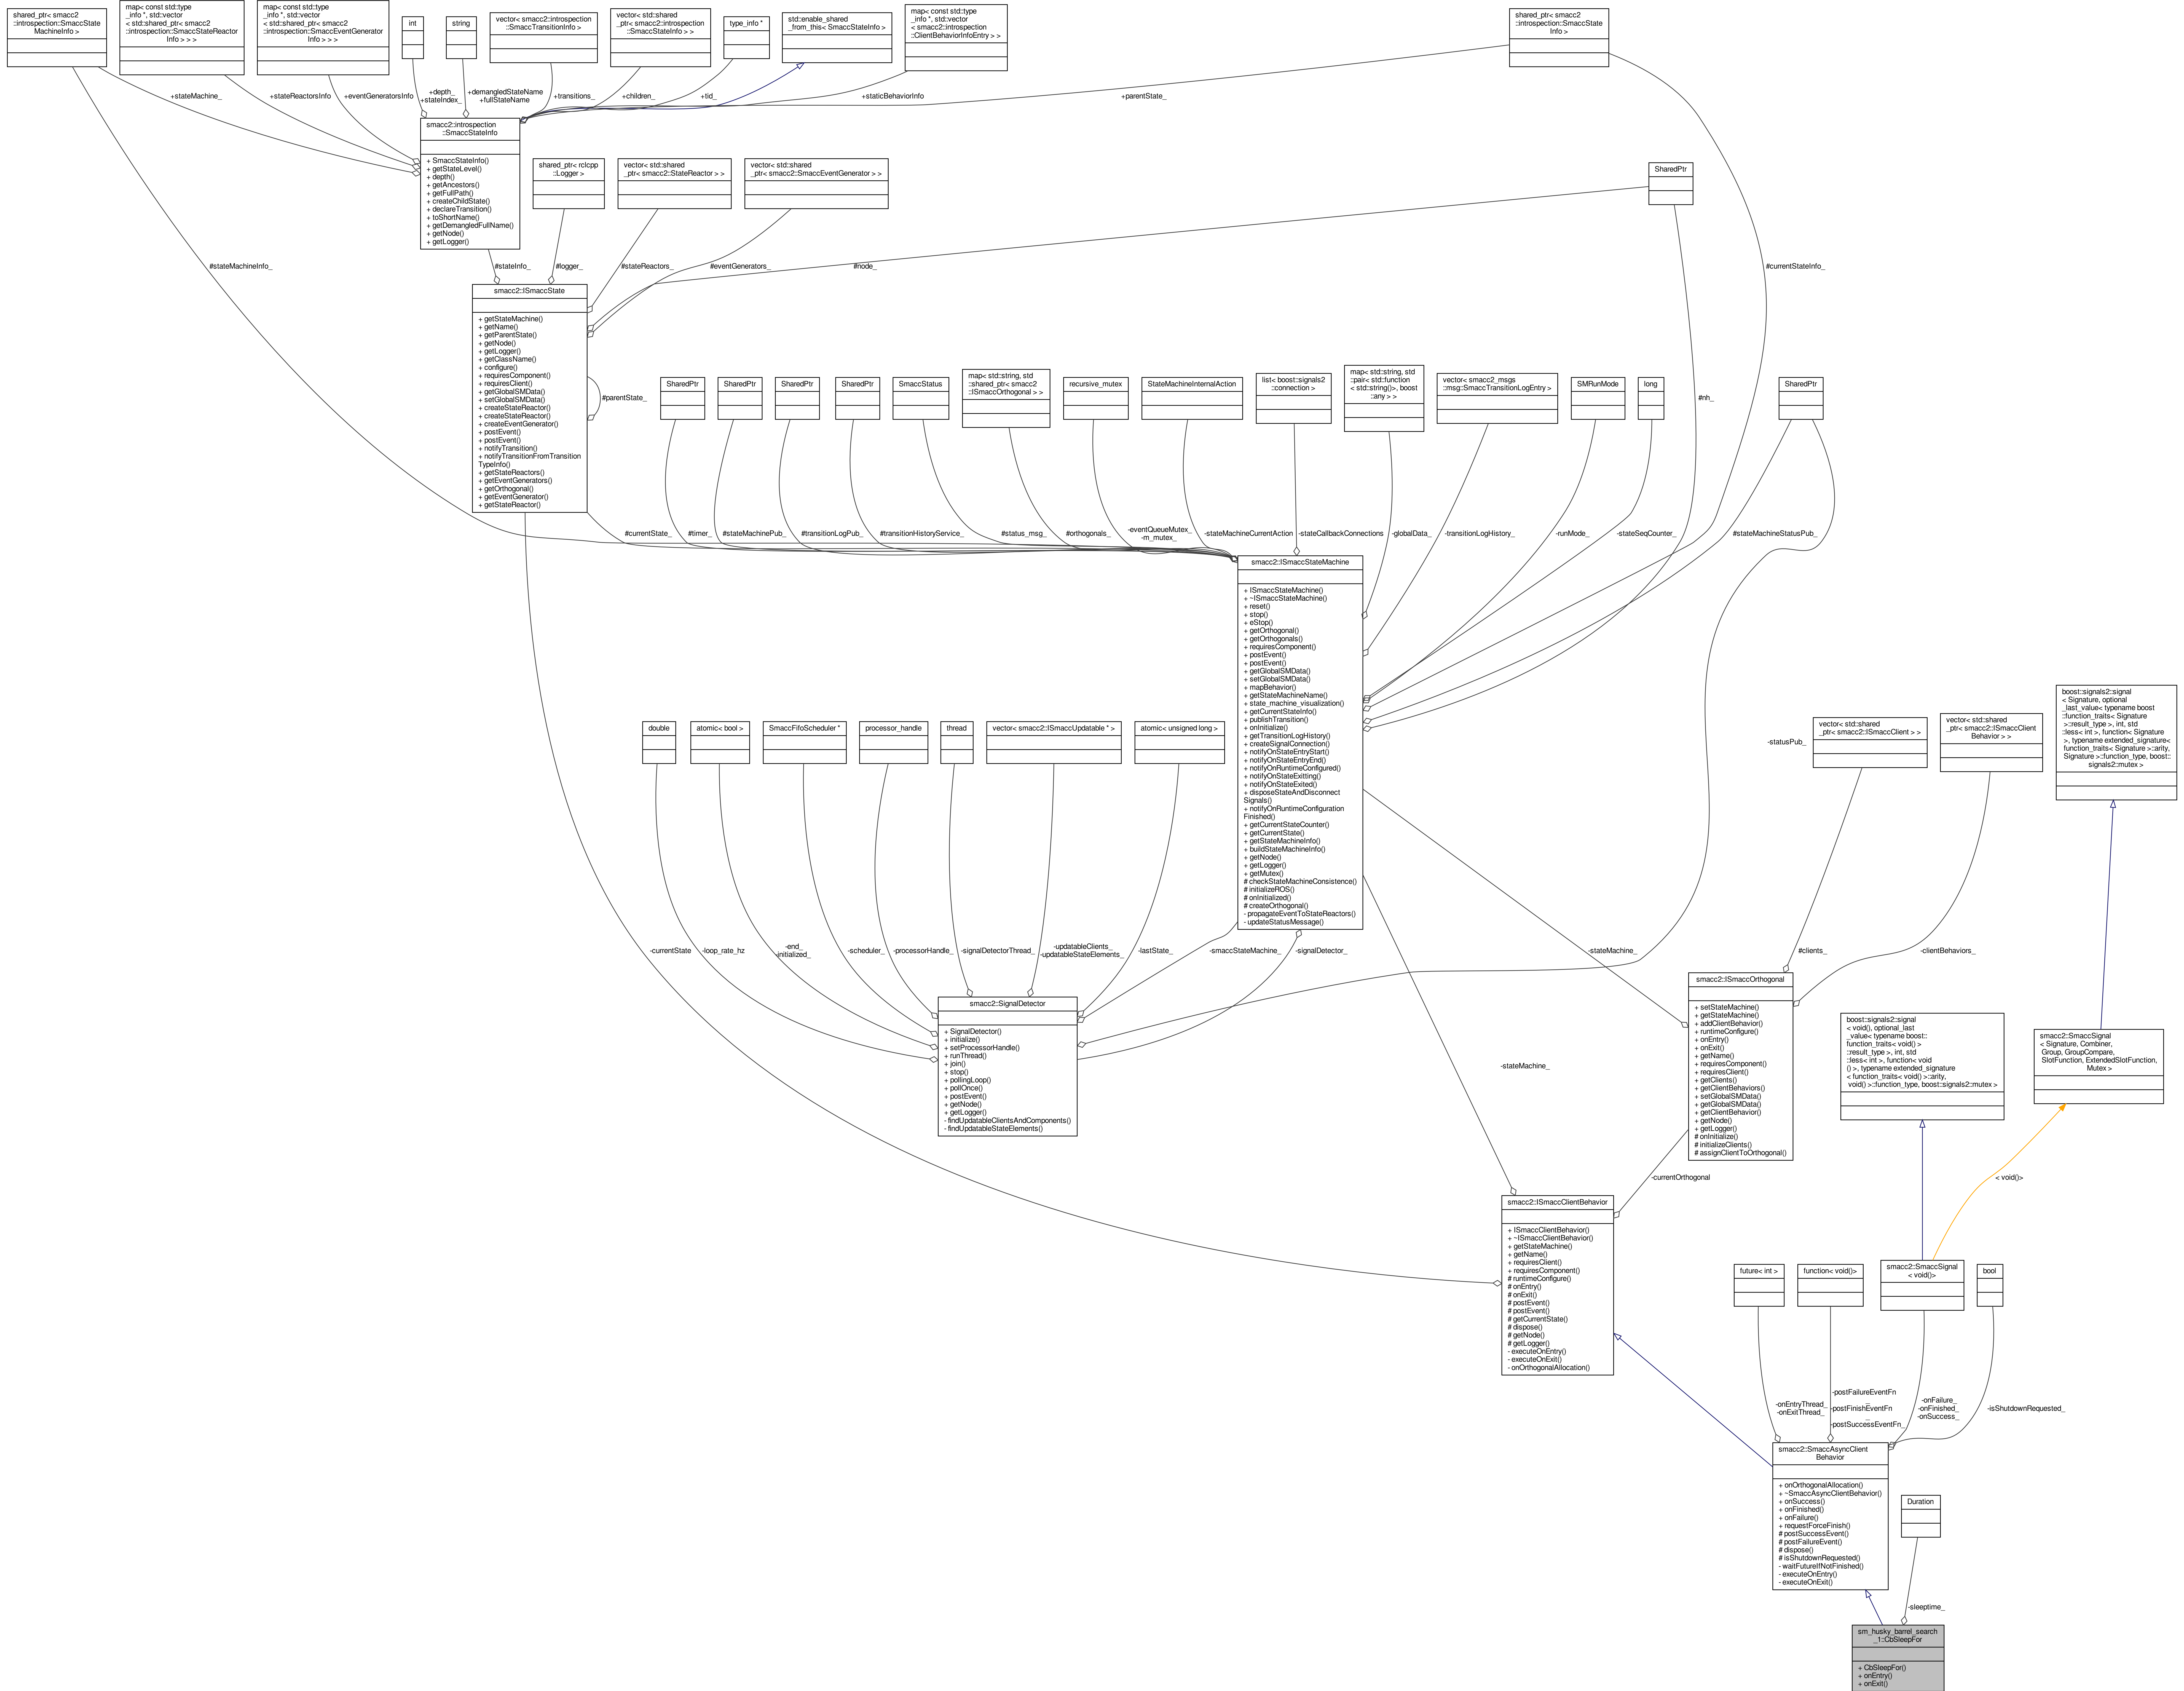 shared_ptr< smacc2
::introspection::SmaccState
MachineInfo >
map< const std::type
_info *, std::vector
< std::shared_ptr< smacc2
::introspection::StateReactor
Info > > >
map< const std::type
_info *, std::vector
< std::shared_ptr< smacc2
::introspection::SmaccEventGenerator
Info > > >
int
string
vector< smacc2::introspection
::SmaccTransitionInfo >
vector< std::shared
_ptr< smacc2::introspection
::SmaccStateInfo > >
type_info *
std::enable_shared
_from_this< SmaccStateInfo >
map< const std::type
_info *, std::vector
< smacc2::introspection
::ClientBehaviorInfoEntry > >
shared_ptr< smacc2
::introspection::SmaccState
Info >
+stateMachine_
+stateReactorsInfo
+eventGeneratorsInfo
+depth_
+stateIndex_
+demangledStateName
+fullStateName
+transitions_
+children_
+tid_
+staticBehaviorInfo
+parentState_
smacc2::introspection
::SmaccStateInfo
+ SmaccStateInfo()
+ getStateLevel()
+ depth()
+ getAncestors()
+ getFullPath()
+ createChildState()
+ declareTransition()
+ toShortName()
+ getDemangledFullName()
+ getNode()
+ getLogger()
shared_ptr< rclcpp
::Logger >
vector< std::shared
_ptr< smacc2::StateReactor > >
vector< std::shared
_ptr< smacc2::SmaccEventGenerator > >
SharedPtr
#stateMachineInfo_
#stateInfo_
#logger_
#stateReactors_
#eventGenerators_
#node_
#currentStateInfo_
smacc2::ISmaccState
+ getStateMachine()
+ getName()
+ getParentState()
+ getNode()
+ getLogger()
+ getClassName()
+ configure()
+ requiresComponent()
+ requiresClient()
+ getGlobalSMData()
+ setGlobalSMData()
+ createStateReactor()
+ createStateReactor()
+ createEventGenerator()
+ postEvent()
+ postEvent()
+ notifyTransition()
+ notifyTransitionFromTransition
TypeInfo()
+ getStateReactors()
+ getEventGenerators()
+ getOrthogonal()
+ getEventGenerator()
+ getStateReactor()
#parentState_
SharedPtr
SharedPtr
SharedPtr
SharedPtr
SmaccStatus
map< std::string, std
::shared_ptr< smacc2
::ISmaccOrthogonal > >
recursive_mutex
StateMachineInternalAction
list< boost::signals2
::connection >
map< std::string, std
::pair< std::function
< std::string()>, boost
::any > >
vector< smacc2_msgs
::msg::SmaccTransitionLogEntry >
SMRunMode
long
#nh_
SharedPtr
#currentState_
#timer_
#stateMachinePub_
#transitionLogPub_
#transitionHistoryService_
#status_msg_
#orthogonals_
-eventQueueMutex_
-m_mutex_
-stateMachineCurrentAction
-stateCallbackConnections
-globalData_
-transitionLogHistory_
-runMode_
-stateSeqCounter_
#stateMachineStatusPub_
smacc2::ISmaccStateMachine
+ ISmaccStateMachine()
+ ~ISmaccStateMachine()
+ reset()
+ stop()
+ eStop()
+ getOrthogonal()
+ getOrthogonals()
+ requiresComponent()
+ postEvent()
+ postEvent()
+ getGlobalSMData()
+ setGlobalSMData()
+ mapBehavior()
+ getStateMachineName()
+ state_machine_visualization()
+ getCurrentStateInfo()
+ publishTransition()
+ onInitialize()
+ getTransitionLogHistory()
+ createSignalConnection()
+ notifyOnStateEntryStart()
+ notifyOnStateEntryEnd()
+ notifyOnRuntimeConfigured()
+ notifyOnStateExitting()
+ notifyOnStateExited()
+ disposeStateAndDisconnect
Signals()
+ notifyOnRuntimeConfiguration
Finished()
+ getCurrentStateCounter()
+ getCurrentState()
+ getStateMachineInfo()
+ buildStateMachineInfo()
+ getNode()
+ getLogger()
+ getMutex()
# checkStateMachineConsistence()
# initializeROS()
# onInitialized()
# createOrthogonal()
- propagateEventToStateReactors()
- updateStatusMessage()
double
atomic< bool >
SmaccFifoScheduler *
processor_handle
thread
vector< smacc2::ISmaccUpdatable * >
atomic< unsigned long >
-statusPub_
vector< std::shared
_ptr< smacc2::ISmaccClient > >
vector< std::shared
_ptr< smacc2::ISmaccClient
Behavior > >
boost::signals2::signal
< Signature, optional
_last_value< typename boost
::function_traits< Signature
>::result_type >, int, std
::less< int >, function< Signature
>, typename extended_signature<
function_traits< Signature >::arity,
Signature >::function_type, boost::
signals2::mutex >
-currentState
-loop_rate_hz
-end_
-initialized_
-scheduler_
-processorHandle_
-signalDetectorThread_
-updatableClients_
-updatableStateElements_
-lastState_
-smaccStateMachine_
-signalDetector_
-stateMachine_
#clients_
-clientBehaviors_
smacc2::SignalDetector
+ SignalDetector()
+ initialize()
+ setProcessorHandle()
+ runThread()
+ join()
+ stop()
+ pollingLoop()
+ pollOnce()
+ postEvent()
+ getNode()
+ getLogger()
- findUpdatableClientsAndComponents()
- findUpdatableStateElements()
smacc2::ISmaccOrthogonal
+ setStateMachine()
+ getStateMachine()
+ addClientBehavior()
+ runtimeConfigure()
+ onEntry()
+ onExit()
+ getName()
+ requiresComponent()
+ requiresClient()
+ getClients()
+ getClientBehaviors()
+ setGlobalSMData()
+ getGlobalSMData()
+ getClientBehavior()
+ getNode()
+ getLogger()
# onInitialize()
# initializeClients()
# assignClientToOrthogonal()
boost::signals2::signal
< void(), optional_last
_value< typename boost::
function_traits< void() >
::result_type >, int, std
::less< int >, function< void
() >, typename extended_signature
< function_traits< void() >::arity,
void() >::function_type, boost::signals2::mutex >
smacc2::SmaccSignal
< Signature, Combiner,
Group, GroupCompare,
SlotFunction, ExtendedSlotFunction,
Mutex >
-stateMachine_
-currentOrthogonal
< void()>
smacc2::ISmaccClientBehavior
+ ISmaccClientBehavior()
+ ~ISmaccClientBehavior()
+ getStateMachine()
+ getName()
+ requiresClient()
+ requiresComponent()
# runtimeConfigure()
# onEntry()
# onExit()
# postEvent()
# postEvent()
# getCurrentState()
# dispose()
# getNode()
# getLogger()
- executeOnEntry()
- executeOnExit()
- onOrthogonalAllocation()
future< int >
function< void()>
smacc2::SmaccSignal
< void()>
bool
-onEntryThread_
-onExitThread_
-postFailureEventFn
_
-postFinishEventFn
_
-postSuccessEventFn_
-onFailure_
-onFinished_
-onSuccess_
-isShutdownRequested_
smacc2::SmaccAsyncClient
Behavior
+ onOrthogonalAllocation()
+ ~SmaccAsyncClientBehavior()
+ onSuccess()
+ onFinished()
+ onFailure()
+ requestForceFinish()
# postSuccessEvent()
# postFailureEvent()
# dispose()
# isShutdownRequested()
- waitFutureIfNotFinished()
- executeOnEntry()
- executeOnExit()
Duration
-sleeptime_
sm_husky_barrel_search
_1::CbSleepFor
+ CbSleepFor()
+ onEntry()
+ onExit()